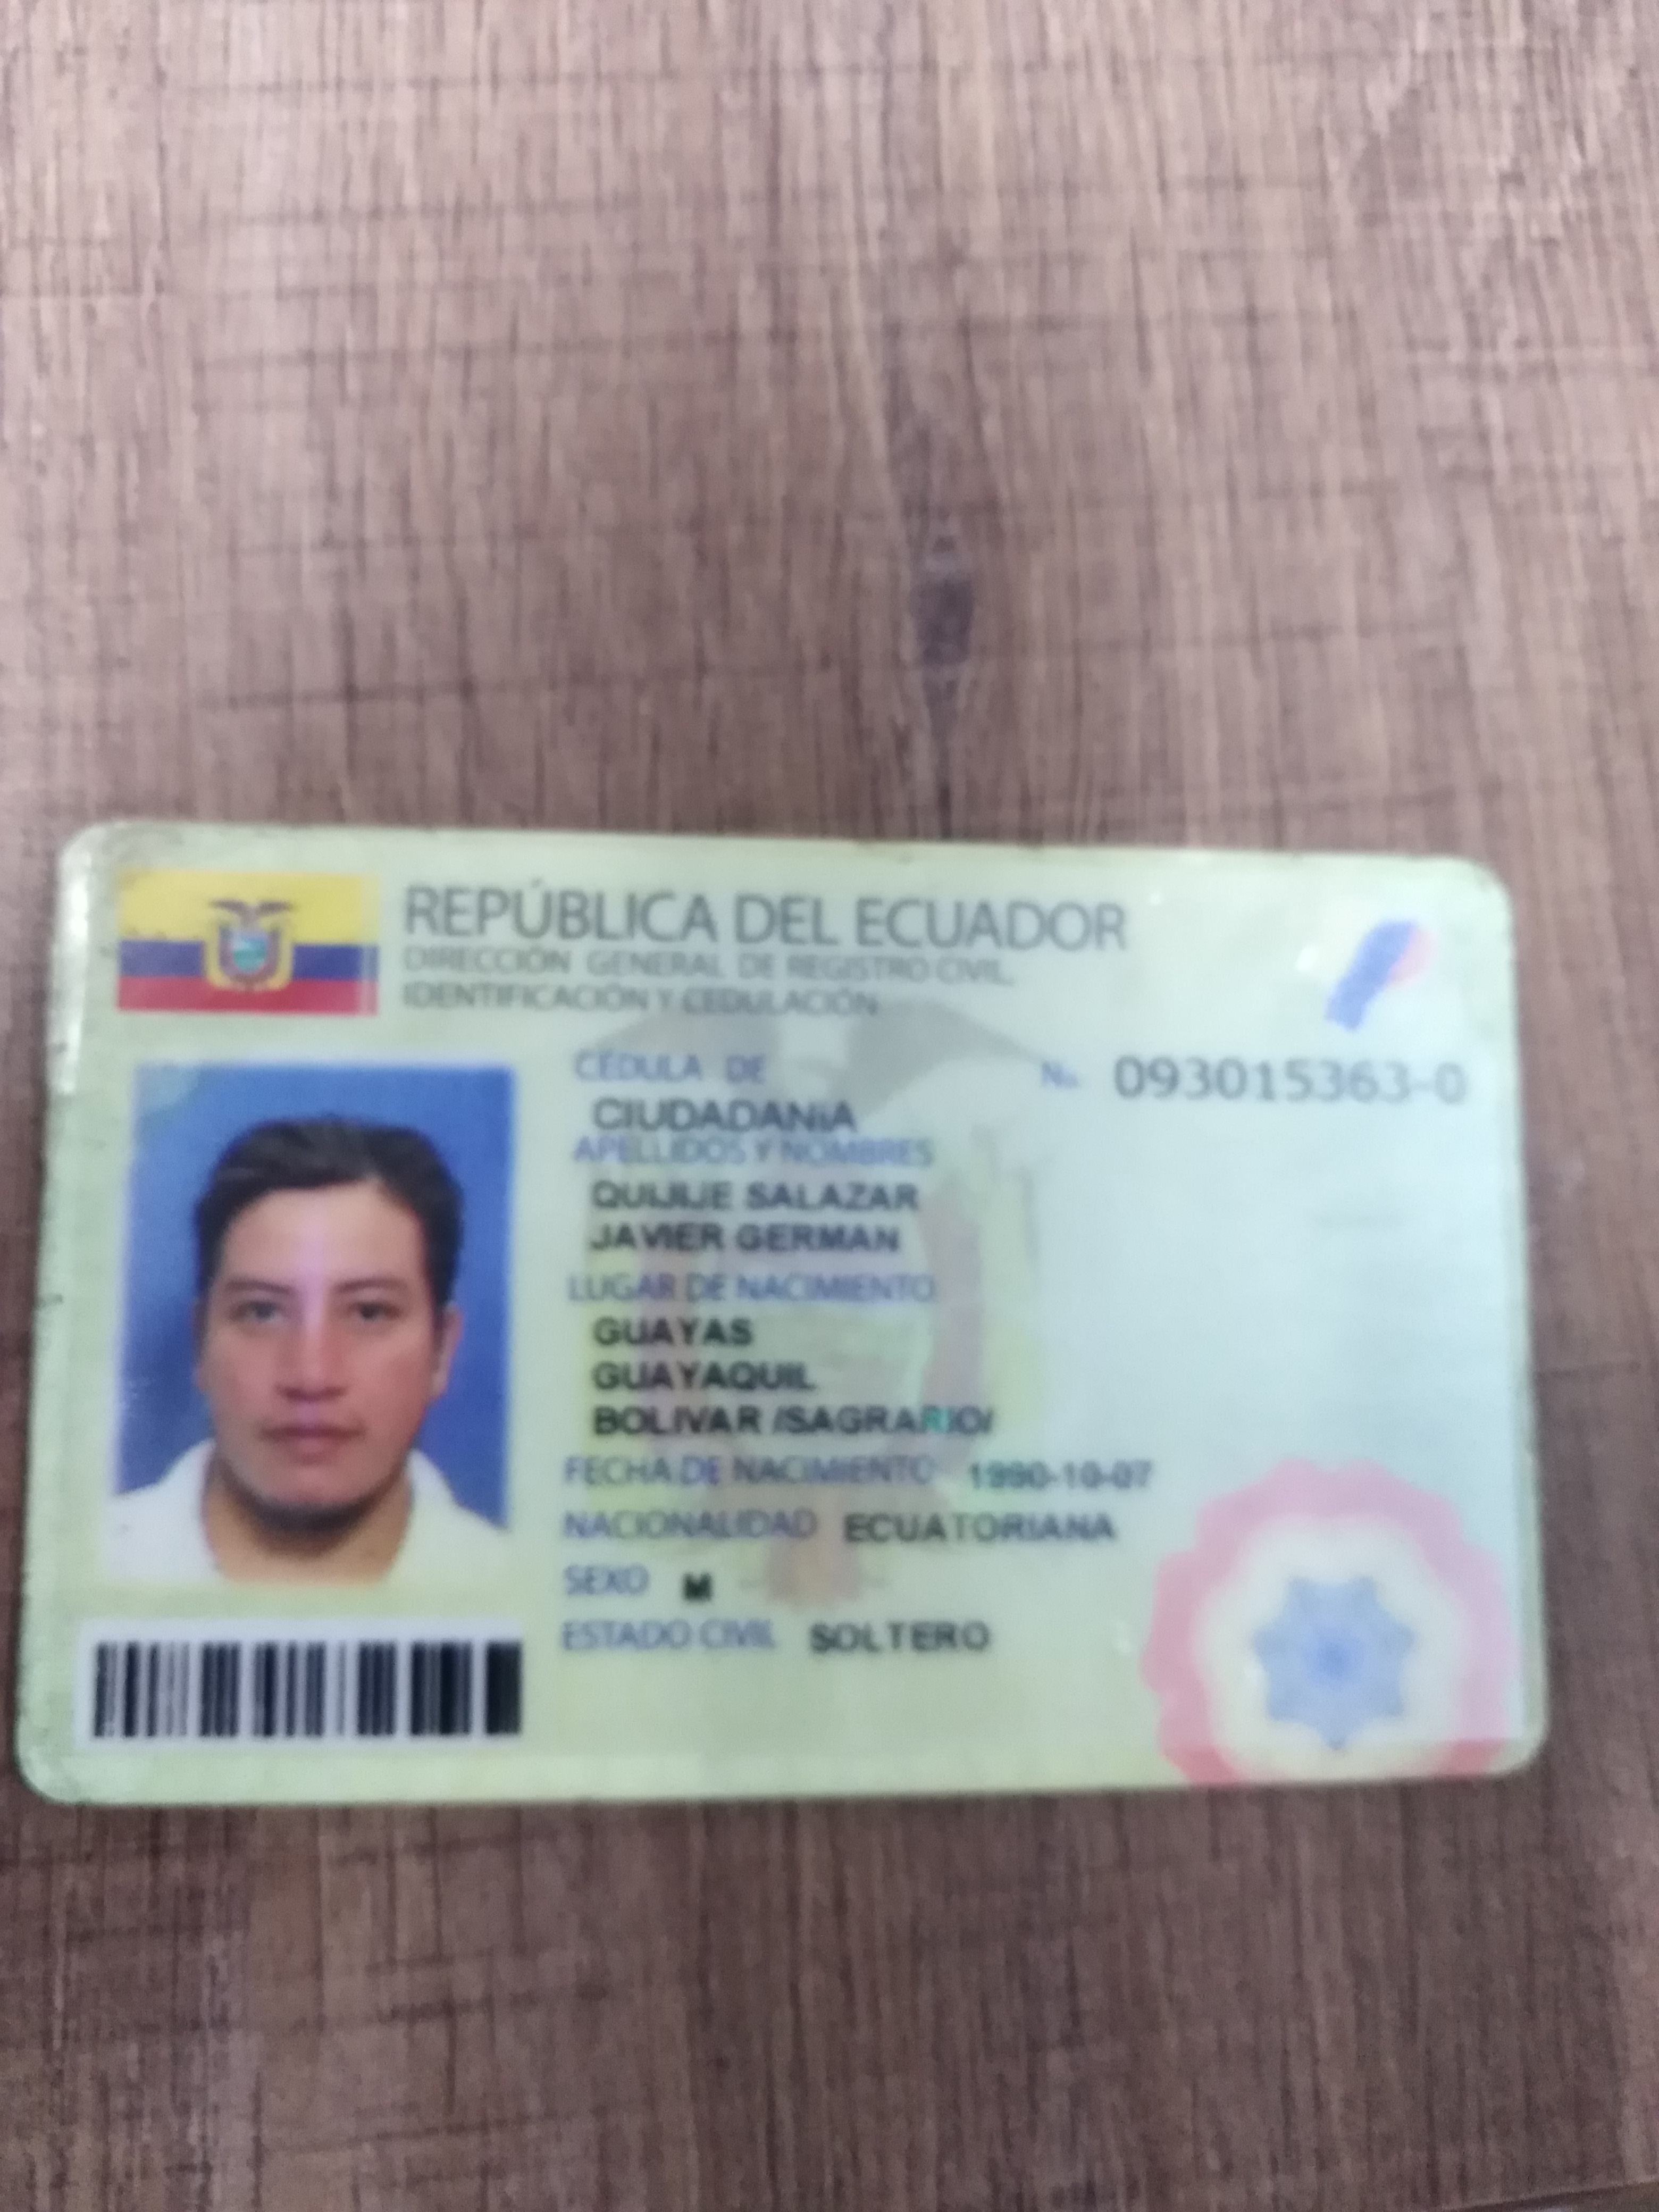 REPÚBLICA DEL ECUADOR
DIRECCIÓN GENERAL DE REGISTRO CIVIL,
IDENTIFICACIÓN Y CEDULACIÓN
CÉDULA DE No. 093015363-0
CIUDADANIA
APELLIDOS Y NOMBRES
QUIJIJE SALAZAR
JAVIER GERMAN
LUGAR DE NACIMIENTO
GUAYAS
GUAYAQUIL
BOLIVAR /SAGRARIO/
FECHA DE NACIMIENTO 1990-10-07
NACIONALIDAD ECUATORIANA
SEXO M
ESTADO CIVIL SOLTERO